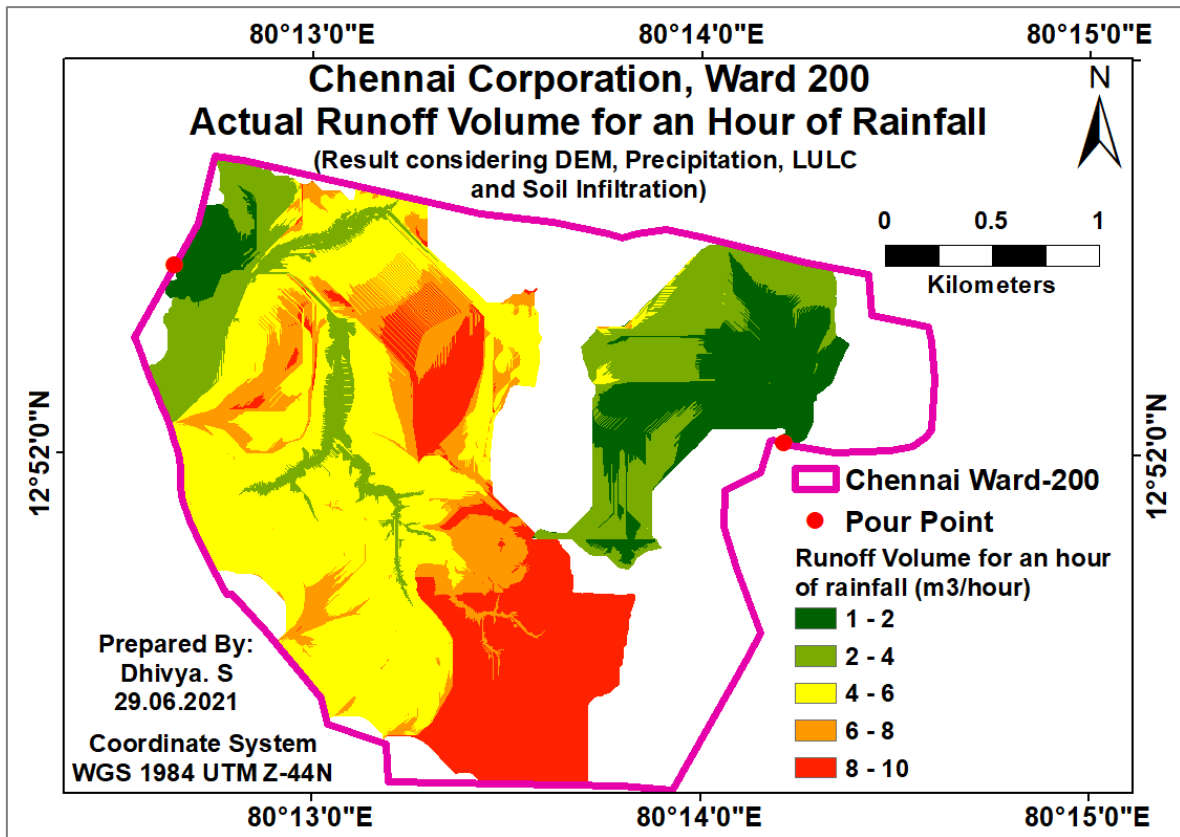 80°13'0"E 80°14'0"E 80°15'0"E
Chennai Corporation, Ward 200
Actual Runoff Volume for an Hour of Rainfall
(Result considering DEM, Precipitation, LULC
and Soil Infiltration)
N
0 0.5 1
Kilometers
12°52'0"N
12°52'0"N
Chennai Ward-200
Pour Point
Runoff Volume for an hour
of rainfall (m3/hour)
1 - 2
2 - 4
4 - 6
6 - 8
8 - 10
Prepared By:
Dhivya. S
29.06.2021
Coordinate System
WGS 1984 UTM Z-44N
80°13'0"E 80°14'0"E 80°15'0"E